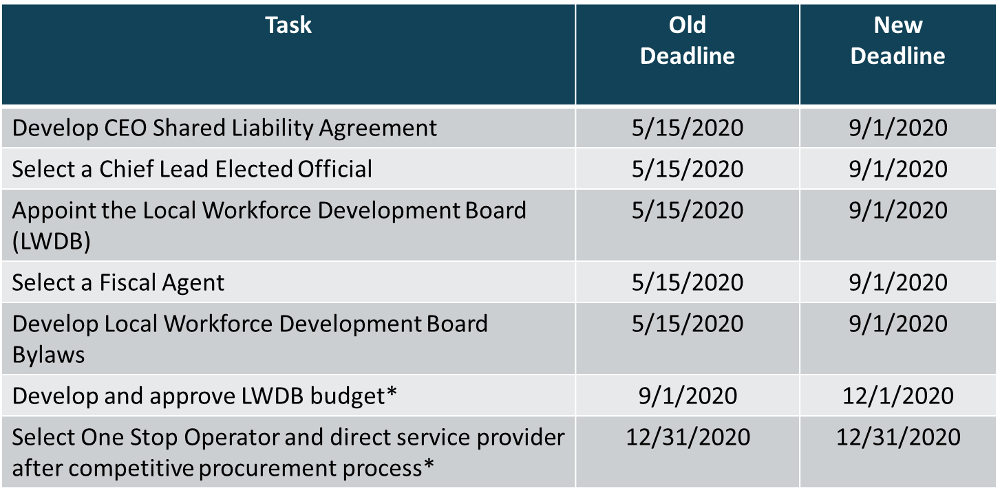 Task Old Deadline New Deadline
Develop CEO Shared Liability Agreement 5/15/2020 9/1/2020
Select a Chief Lead Elected Official 5/15/2020 9/1/2020
Appoint the Local Workforce Development Board 5/15/2020 9/1/2020
(LWDB)
Select a Fiscal Agent 5/15/2020 9/1/2020
Develop Local Workforce Development Board 5/15/2020 9/1/2020
Bylaws
Develop and approve LWDB budget* 9/1/2020 12/1/2020
Select One Stop Operator and direct service provider 12/31/2020 12/31/2020
after competitive procurement process*